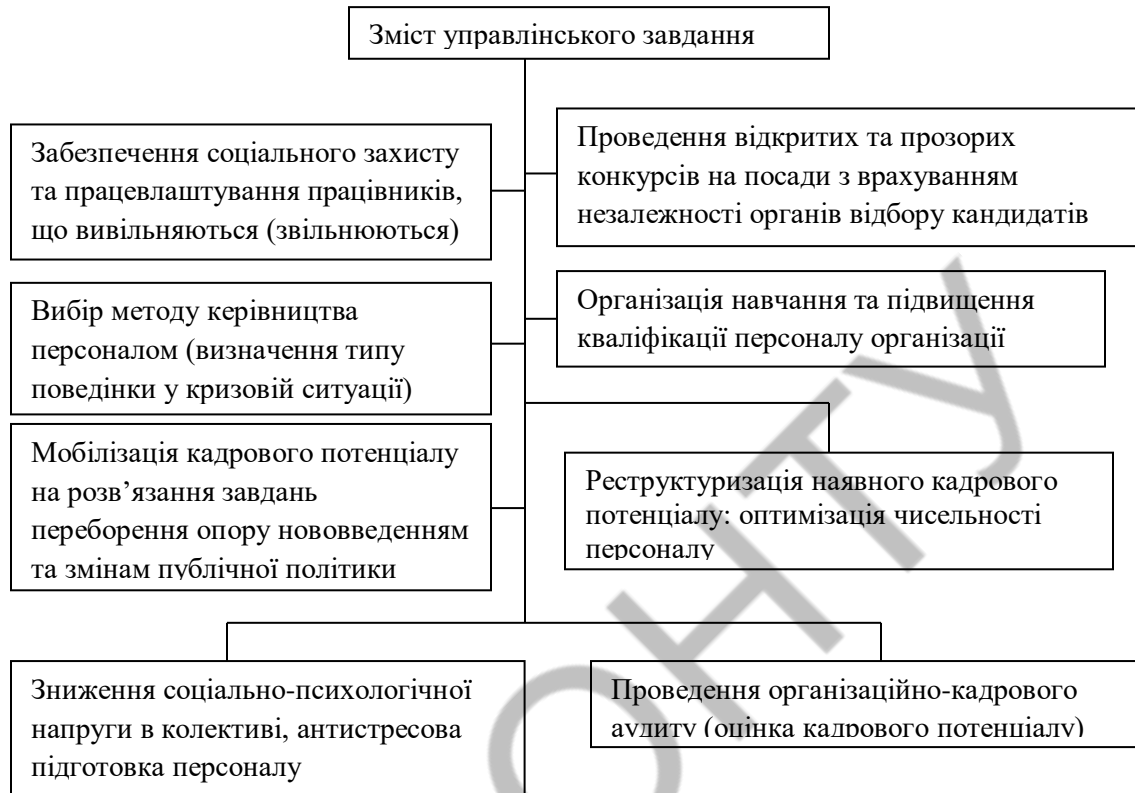 Зміст управлінського завдання
Забезпечення соціального захисту
та працевлаштування працівників,
що вивільняються (звільнюються)
Проведення відкритих та прозорих
конкурсів на посади з врахуванням
незалежності органів відбору кандидатів
Вибір методу керівництва
персоналом (визначення типу
поведінки у кризовій ситуації)
Організація навчання та підвищення
кваліфікації персоналу організації
Мобілізація кадрового потенціалу
на розв’язання завдань
переборення опору нововведенням
та змінам публічної політики
Реструктуризація наявного кадрового
потенціалу: оптимізація чисельності
персоналу
Зниження соціально-психологічної
напруги в колективі, антистресова
підготовка персоналу
Проведення організаційно-кадрового
аудиту (оцінка кадрового потенціалу)
ОНТУ